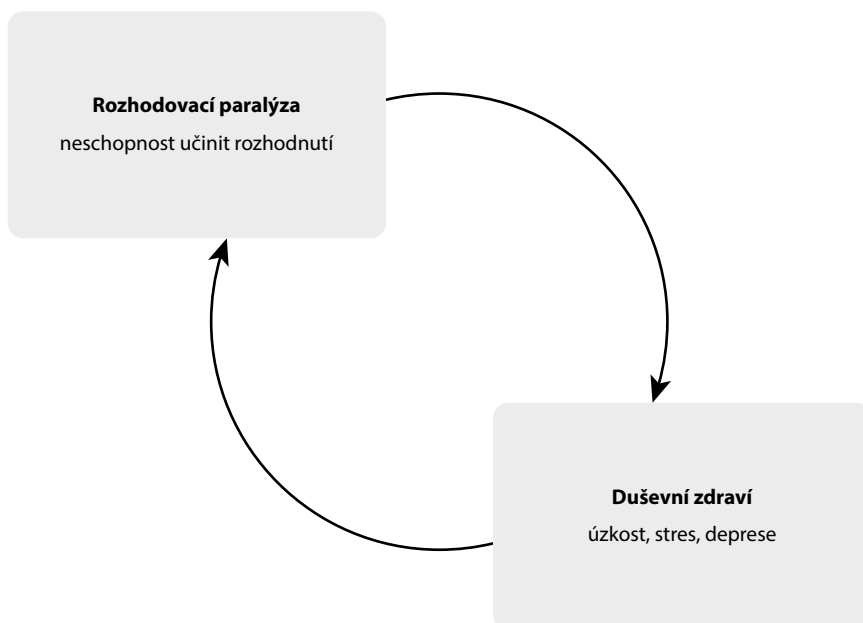 Rozhodovací paralýza
neschopnost učinit rozhodnutí
Duševní zdraví
úzkost, stres, deprese